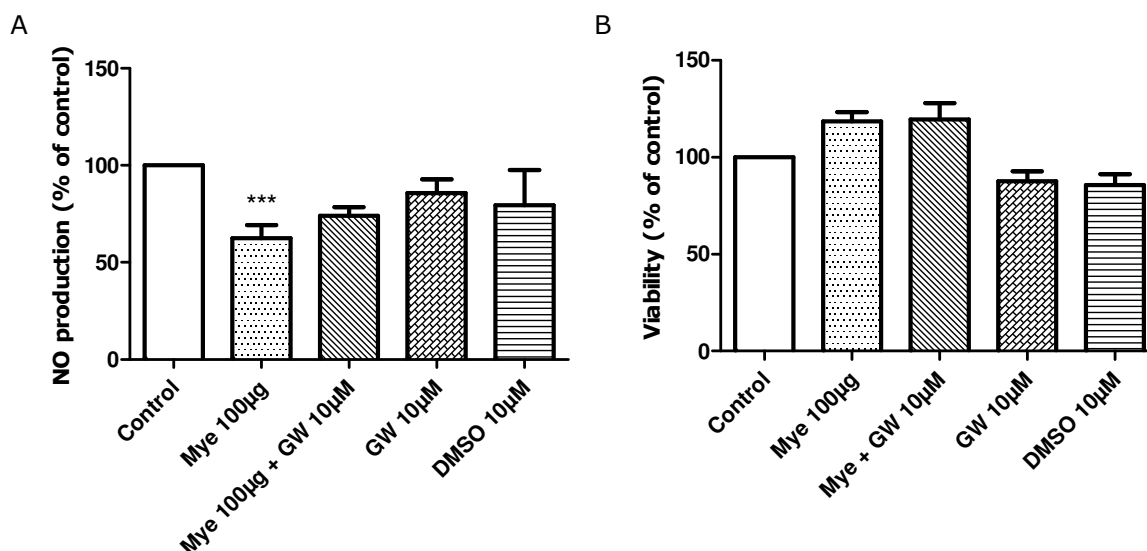 A
NO production (% of control)
150
100
50
0
***
Control
Mye 100µg
Mye 100µg + GW 10µM
GW 10µM
DMSO 10µM
B
Viability (% of control)
150
100
50
0
Control
Mye 100µg
Mye + GW 10µM
GW 10µM
DMSO 10µM